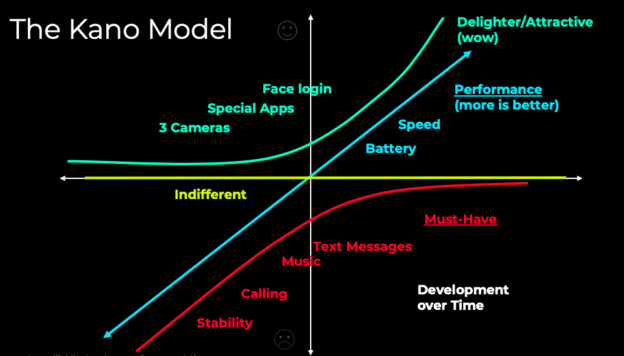 The Kano Model
Delighter/Attractive
(wow)
Face login
Performance
(more is better)
Special Apps
3 Cameras
Speed
Battery
Indifferent
Must-Have
Text Messages
Music
Calling
Development
over Time
Stability